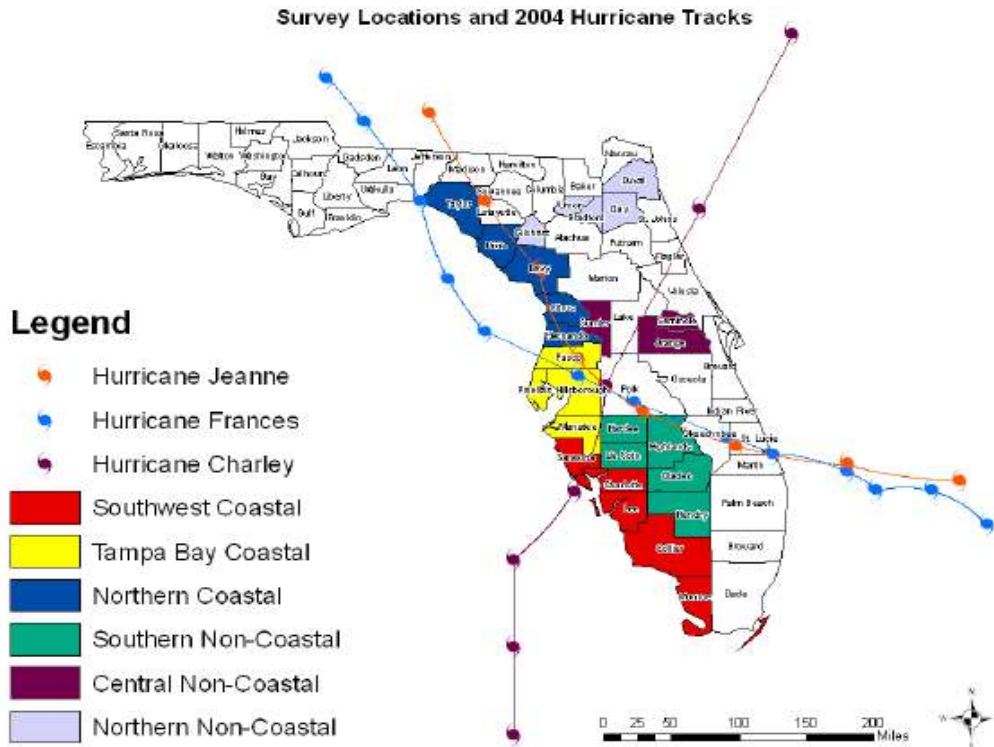 Survey Locations and 2004 Hurricane Tracks
Santa Rosa
Holmes
Jackson
Escambia
Okaloosa
Walton
Washington
Gadsden
Jefferson
Madison
Hamilton
Nassau
Bay
Calhoun
Leon
Columbia
Baker
Duval
Liberty
Wakulla
Taylor
Suwannee
Union
Bradford
Clay
St. Johns
Gulf
Franklin
Lafayette
Dixie
Gilchrist
Alachua
Putnam
Flagler
Levy
Marion
Volusia
Citrus
Sumter
Lake
Seminole
Hernando
Orange
Pasco
Brevard
Pinellas
Hillsborough
Polk
Osceola
Indian River
Manatee
Hardee
Okeechobee
St. Lucie
Highlands
Sarasota
De Soto
Martin
Charlotte
Glades
Lee
Hendry
Palm Beach
Collier
Broward
Monroe
Dade
Legend
Hurricane Jeanne
Hurricane Frances
Hurricane Charley
Southwest Coastal
Tampa Bay Coastal
Northern Coastal
Southern Non-Coastal
Central Non-Coastal
Northern Non-Coastal
N
W
0 25 50 100 150 200
Miles